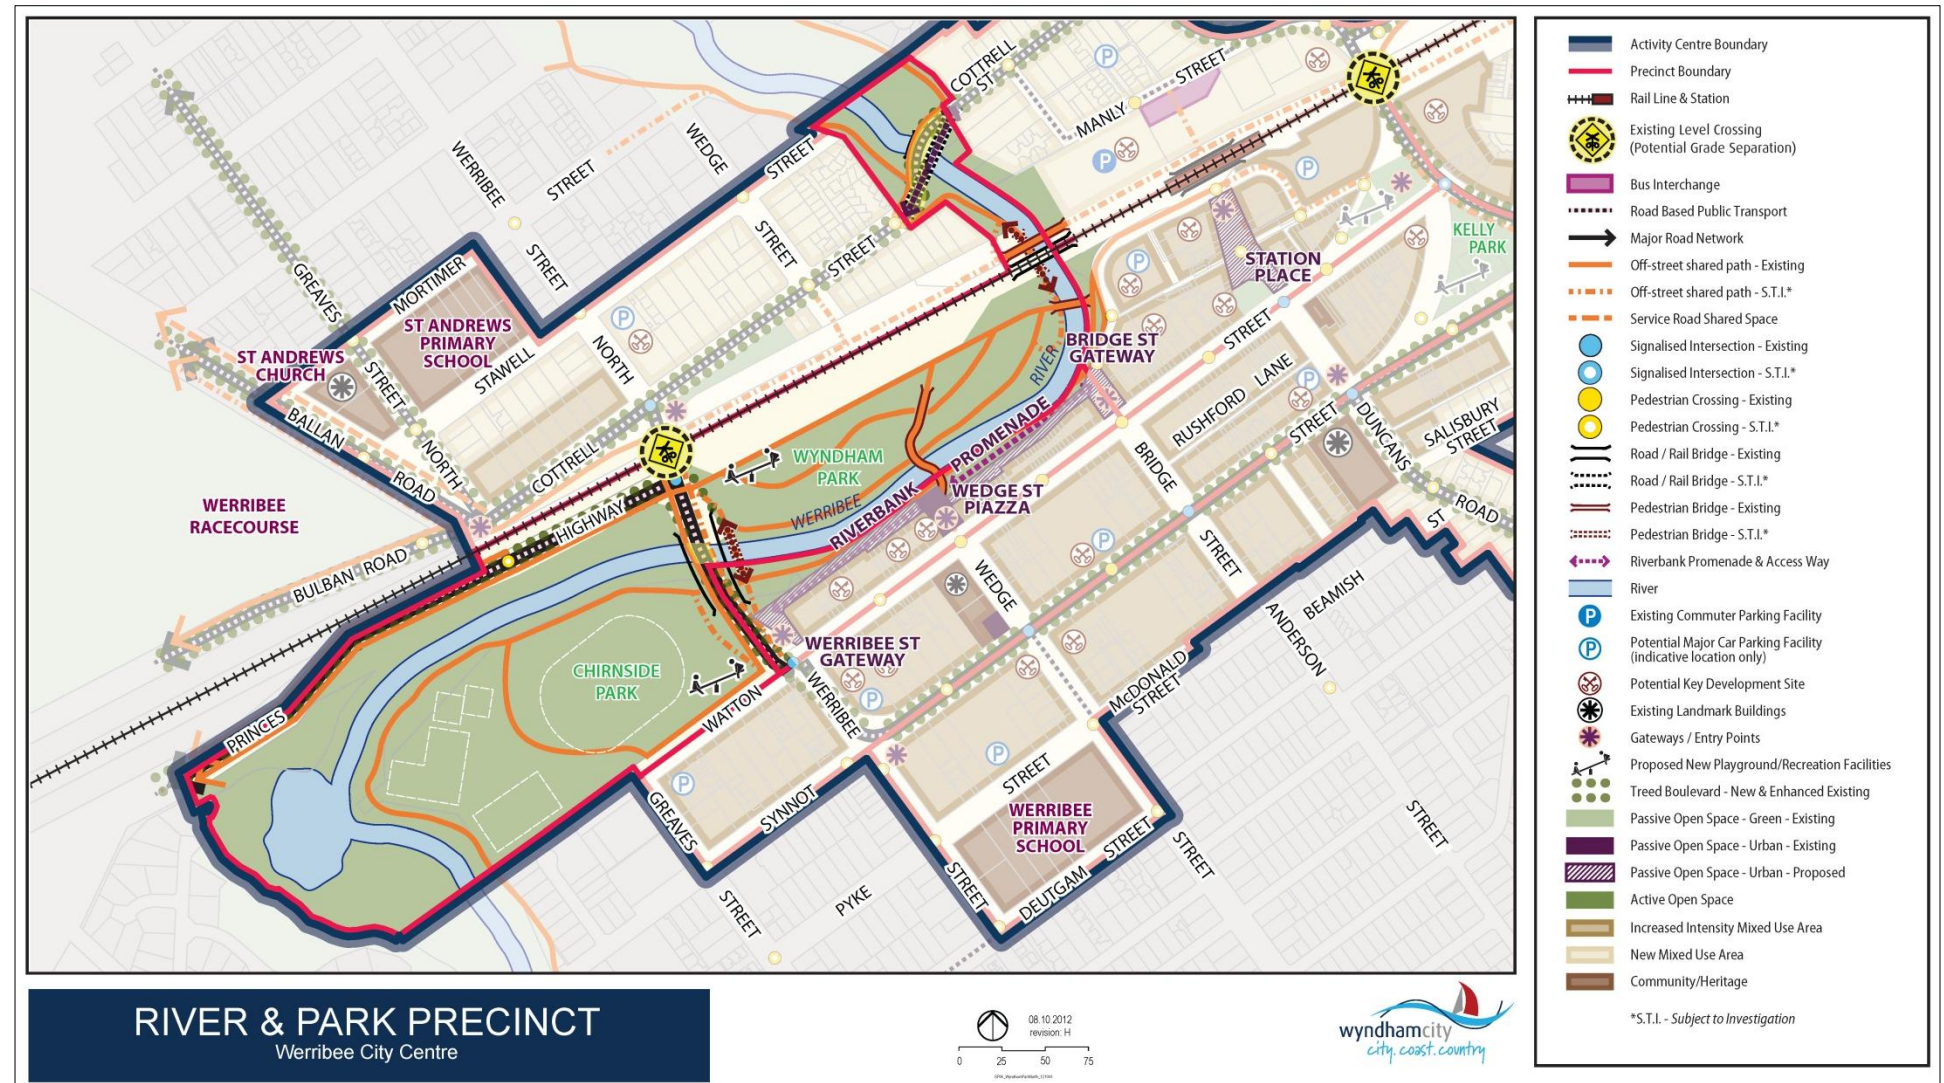 COTTRELL
ST
MANLY
STREET
WEDGE
STREET
WERRIBEE
STREET
KELLY
PARK
STATION
PLACE
STREET
STREET
STREET
GREAVES
MORTIMER
STREET
BRIDGE ST
GATEWAY
RIVER
STREET
ST ANDREWS
PRIMARY
SCHOOL
ST ANDREWS
CHURCH
STREET
STAWELL
NORTH
RUSHFORD LANE
STREET
DUNCANS
SALISBURY
STREET
BALLAN
ROAD
NORTH
COTTRELL
WYNDHAM
PARK
PROMENADE
BRIDGE
WERRIBEE
RACECOURSE
HIGHWAY
WERRIBEE
RIVERBANK
WEDGE ST
PIAZZA
ROAD
ST
BULBAN ROAD
WEDGE
STREET
BEAMISH
ANDERSON
WERRIBEE ST
GATEWAY
CHIRNSIDE
PARK
WERRIBEE
McDONALD
STREET
PRINCES
WATTON
STREET
GREAVES
SYNNOT
WERRIBEE
PRIMARY
SCHOOL
STREET
STREET
STREET
STREET
DEUTGAM
STREET
PYKE
Activity Centre Boundary
Precinct Boundary
Rail Line & Station
Existing Level Crossing
(Potential Grade Separation)
Bus Interchange
Road Based Public Transport
Major Road Network
Off-street shared path - Existing
Off-street shared path - S.T.I.*
Service Road Shared Space
Signalised Intersection - Existing
Signalised Intersection - S.T.I.*
Pedestrian Crossing - Existing
Pedestrian Crossing - S.T.I.*
Road / Rail Bridge - Existing
Road / Rail Bridge - S.T.I.*
Pedestrian Bridge - Existing
Pedestrian Bridge - S.T.I.*
Riverbank Promenade & Access Way
River
P Existing Commuter Parking Facility
P Potential Major Car Parking Facility
(indicative location only)
Potential Key Development Site
Existing Landmark Buildings
Gateways / Entry Points
Proposed New Playground/Recreation Facilities
Treed Boulevard - New & Enhanced Existing
Passive Open Space - Green - Existing
Passive Open Space - Urban - Existing
Passive Open Space - Urban - Proposed
Active Open Space
Increased Intensity Mixed Use Area
New Mixed Use Area
Community/Heritage
*S.T.I. - Subject to Investigation
RIVER & PARK PRECINCT
Werribee City Centre
08.10.2012
revision: H
0 25 50 75
wyndhamcity
city. coast. country